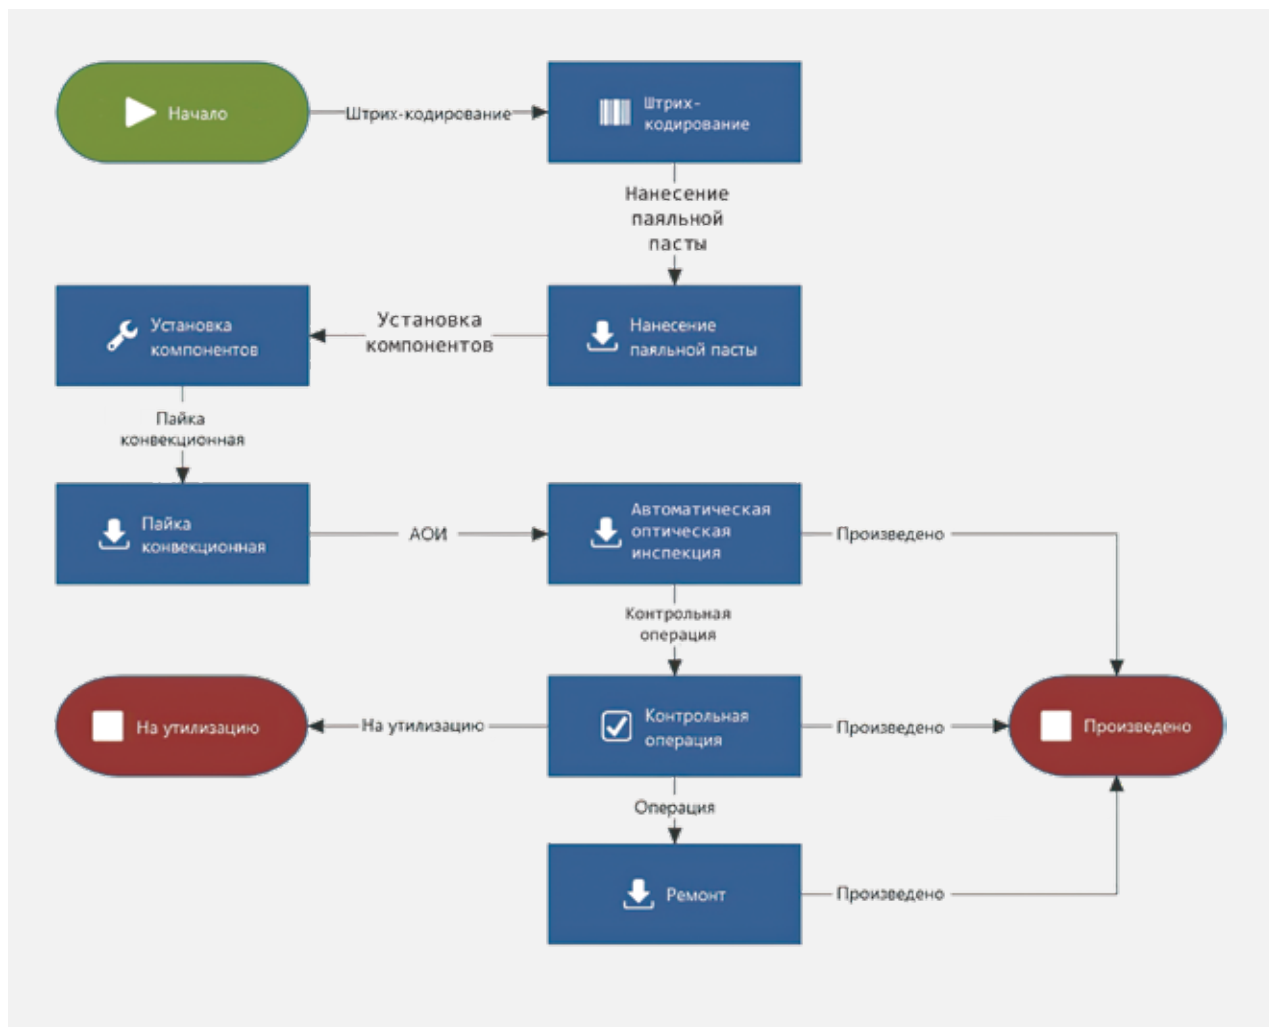 Начало
Штрих-кодирование
Штрих-
кодирование
Нанесение
паяльной
пасты
Установка
компонентов
Установка
компонентов
Нанесение
паяльной пасты
Пайка
конвекционная
Пайка
конвекционная
АОИ
Автоматическая
оптическая
инспекция
Произведено
Контрольная
операция
На утилизацию
На утилизацию
Контрольная
операция
Произведено
Произведено
Операция
Ремонт
Произведено